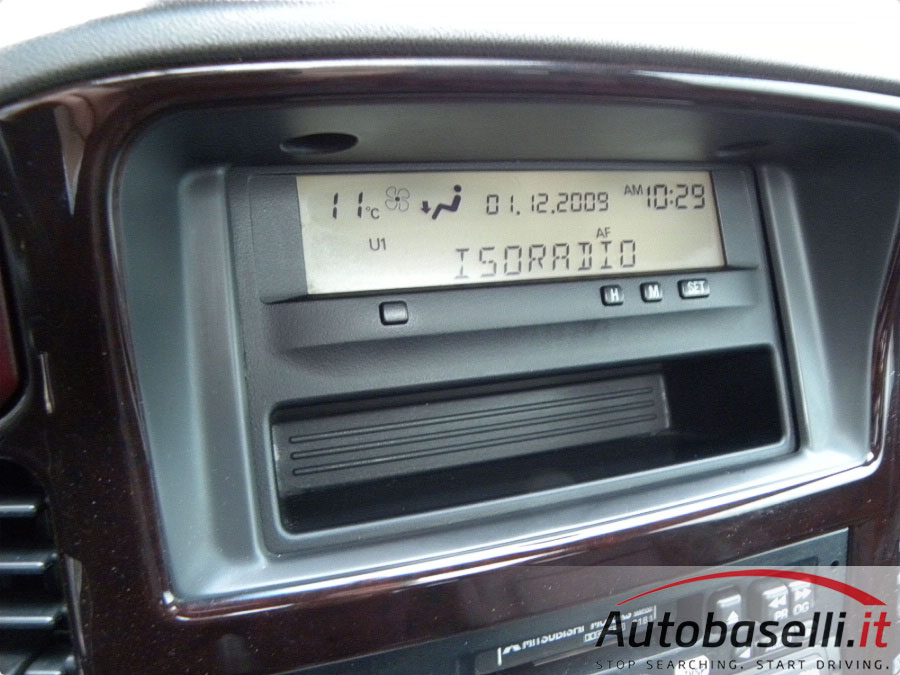 11°C 01.12.2009 AM 10:29
U1 AF
ISORADIO
H M SET
MITSUBISHI
Autobaselli.it
STOP SEARCHING. START DRIVING.